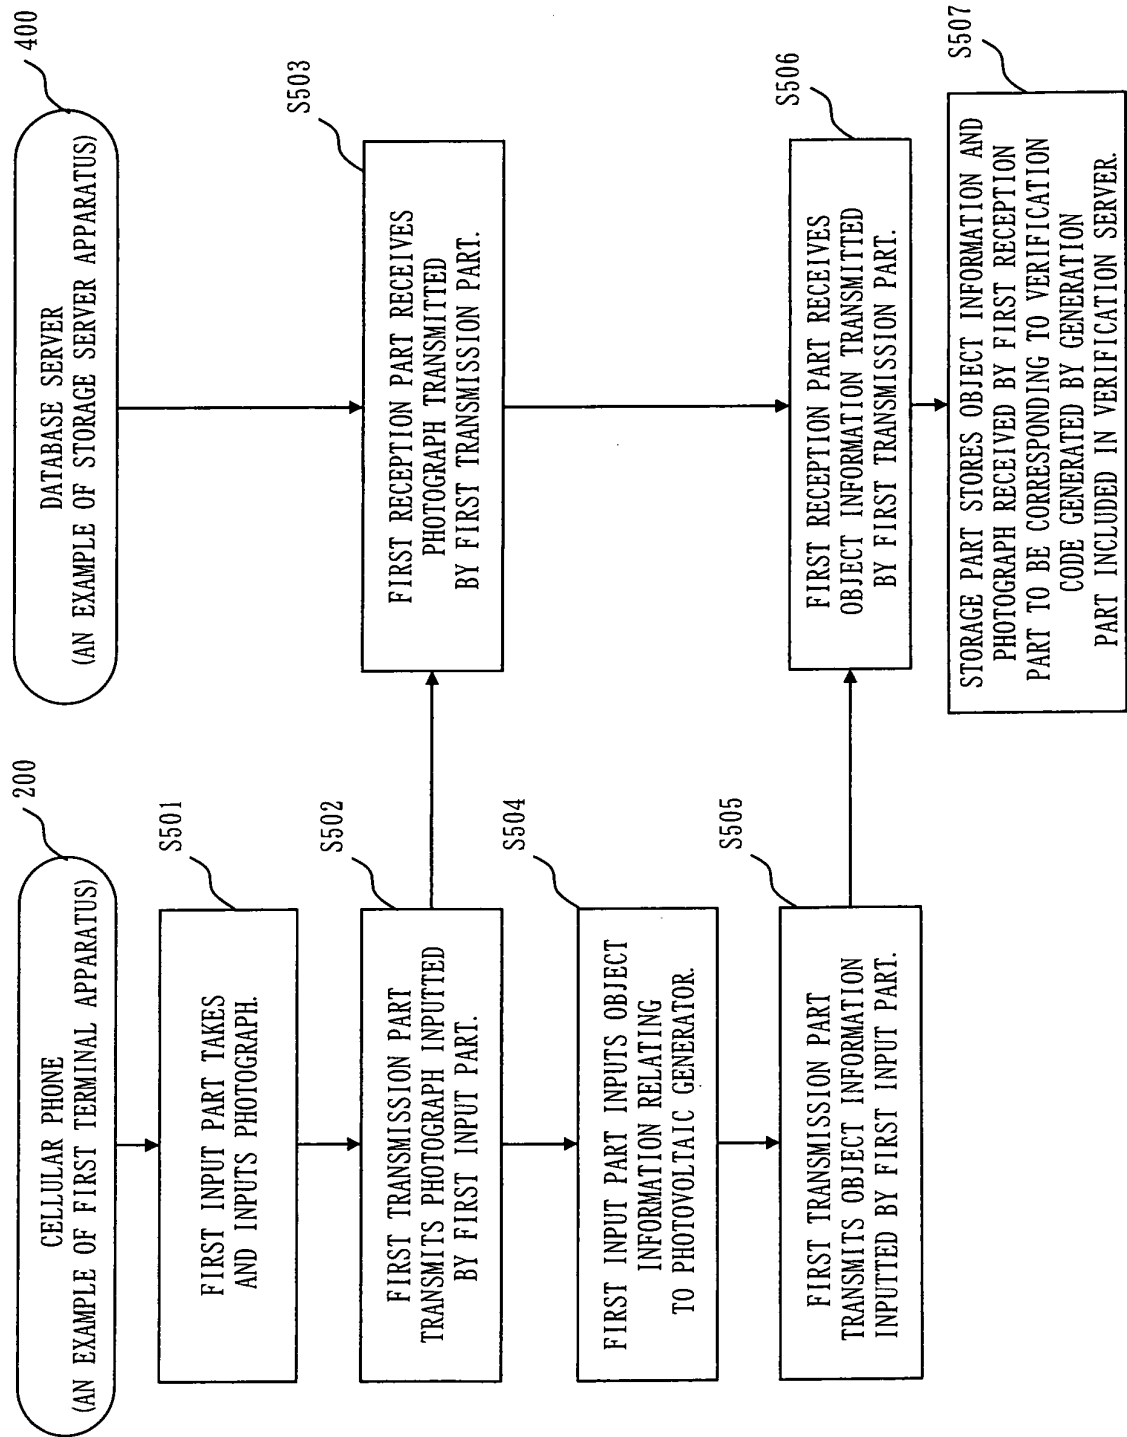 CELLULAR PHONE
(AN EXAMPLE OF FIRST TERMINAL APPARATUS)
200
FIRST INPUT PART TAKES
AND INPUTS PHOTOGRAPH.
S501
FIRST TRANSMISSION PART
TRANSMITS PHOTOGRAPH INPUTTED
BY FIRST INPUT PART.
S502
FIRST INPUT PART INPUTS OBJECT
INFORMATION RELATING
TO PHOTOVOLTAIC GENERATOR.
S504
FIRST TRANSMISSION PART
TRANSMITS OBJECT INFORMATION
INPUTTED BY FIRST INPUT PART.
S505
DATABASE SERVER
(AN EXAMPLE OF STORAGE SERVER APPARATUS)
400
FIRST RECEPTION PART RECEIVES
PHOTOGRAPH TRANSMITTED
BY FIRST TRANSMISSION PART.
S503
FIRST RECEPTION PART RECEIVES
OBJECT INFORMATION TRANSMITTED
BY FIRST TRANSMISSION PART.
S506
STORAGE PART STORES OBJECT INFORMATION AND
PHOTOGRAPH RECEIVED BY FIRST RECEPTION
PART TO BE CORRESPONDING TO VERIFICATION
CODE GENERATED BY GENERATION
PART INCLUDED IN VERIFICATION SERVER.
S507